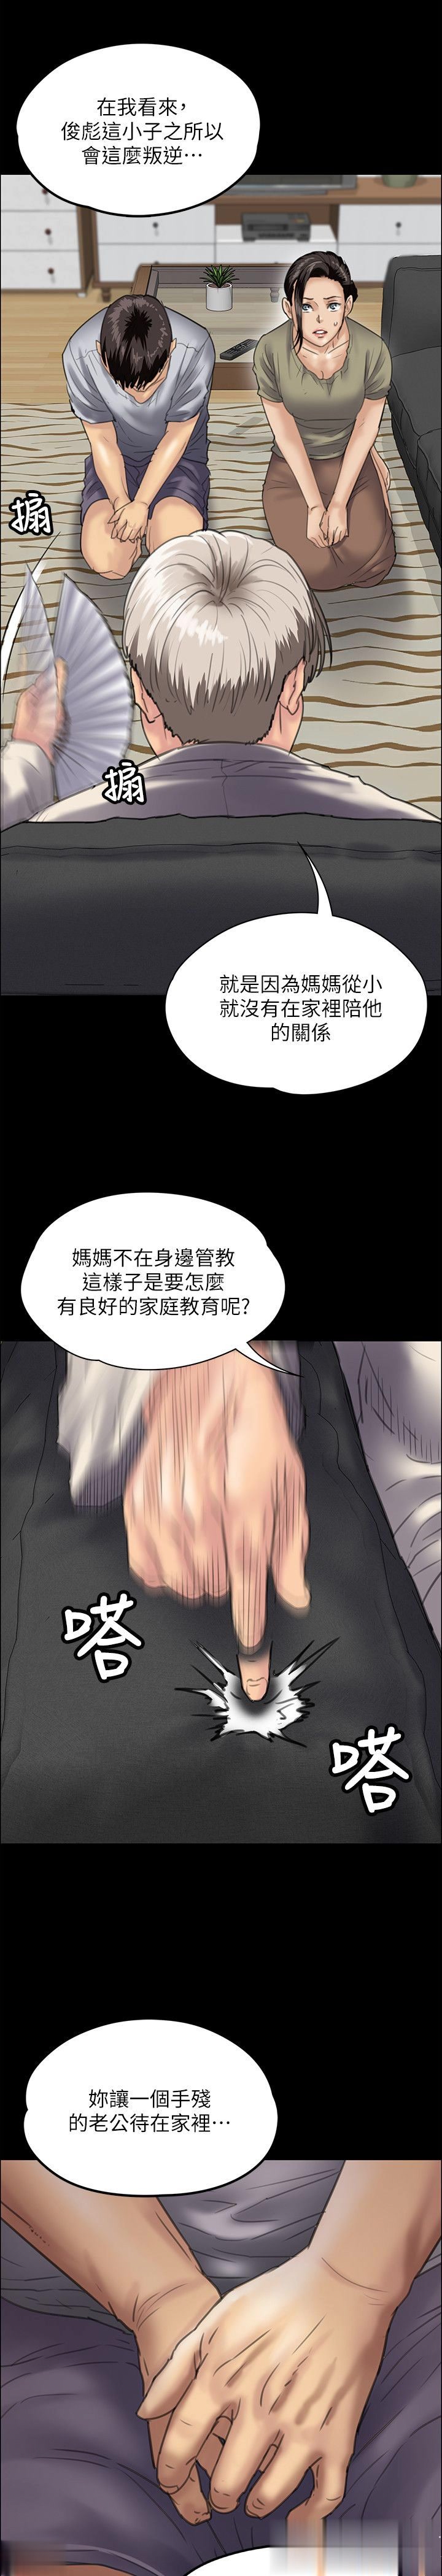 在我看來，
俊彪這小子之所以
會這麼叛逆…
搧
搧
就是因為媽媽從小
就沒有在家裡陪他
的關係
媽媽不在身邊管教
這樣子是要怎麼
有良好的家庭教育呢?
嗒
嗒
妳讓一個手殘
的老公待在家裡…